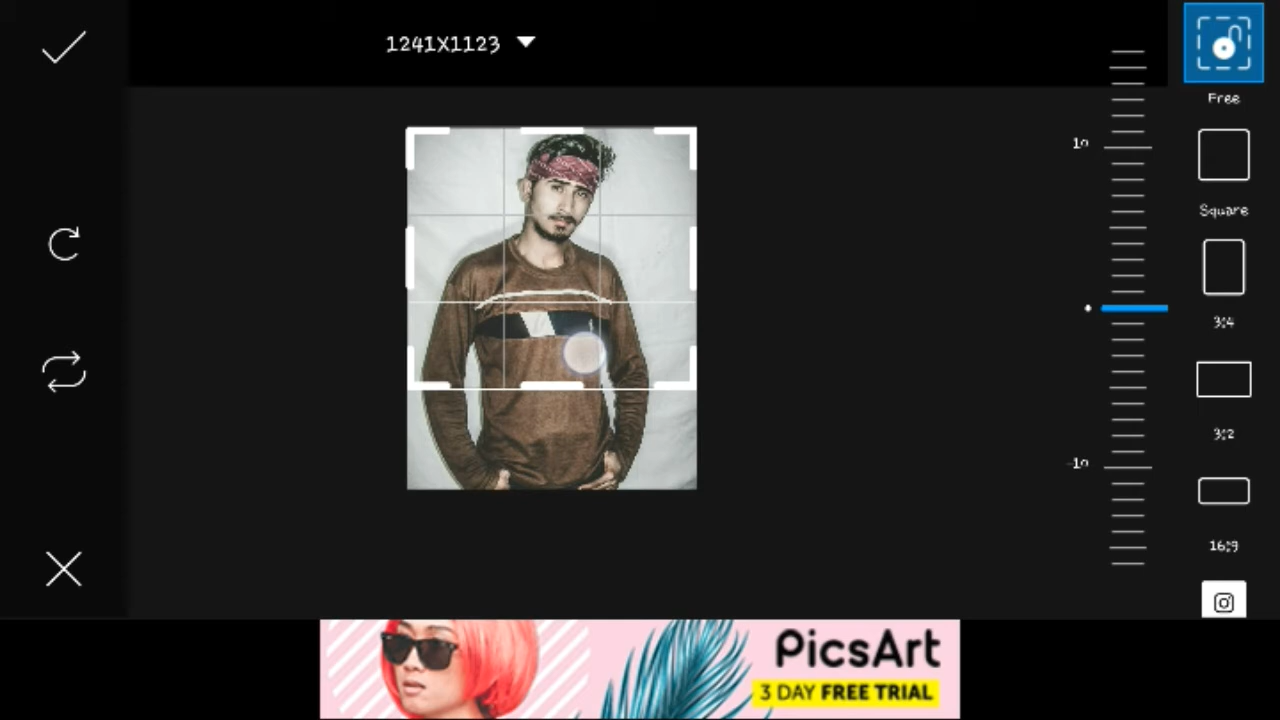 1241X1123
Free
10
Square
3:4
3:2
-10
16:9
PicsArt
3 DAY FREE TRIAL